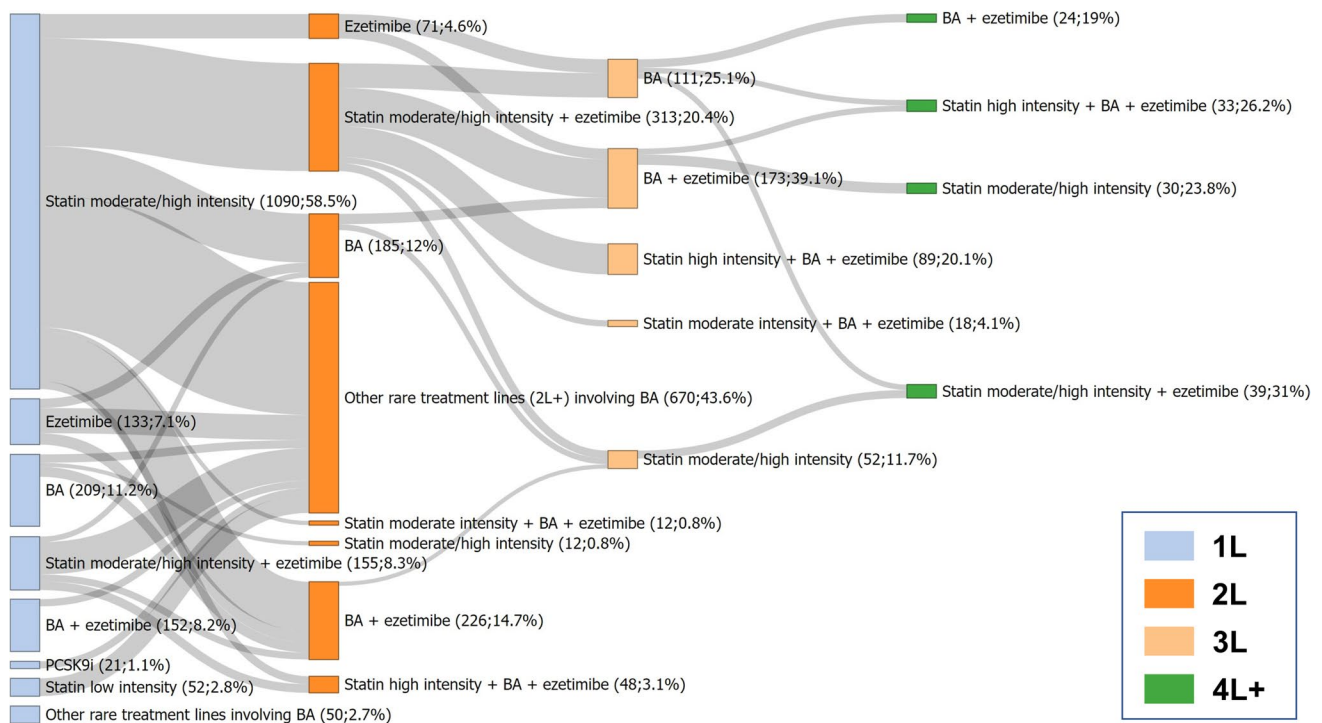 Statin moderate/high intensity (1090;58.5%)
Ezetimibe (133;7.1%)
BA (209;11.2%)
Statin moderate/high intensity + ezetimibe (155;8.3%)
BA + ezetimibe (152;8.2%)
PCSK9i (21;1.1%)
Statin low intensity (52;2.8%)
Other rare treatment lines involving BA (50;2.7%)
Ezetimibe (71;4.6%)
Statin moderate/high intensity + ezetimibe (313;20.4%)
BA (185;12%)
Other rare treatment lines (2L+) involving BA (670;43.6%)
Statin moderate intensity + BA + ezetimibe (12;0.8%)
Statin moderate/high intensity (12;0.8%)
BA + ezetimibe (226;14.7%)
Statin high intensity + BA + ezetimibe (48;3.1%)
BA (111;25.1%)
BA + ezetimibe (173;39.1%)
Statin high intensity + BA + ezetimibe (89;20.1%)
Statin moderate intensity + BA + ezetimibe (18;4.1%)
Statin moderate/high intensity (52;11.7%)
BA + ezetimibe (24;19%)
Statin high intensity + BA + ezetimibe (33;26.2%)
Statin moderate/high intensity (30;23.8%)
Statin moderate/high intensity + ezetimibe (39;31%)
1L
2L
3L
4L+